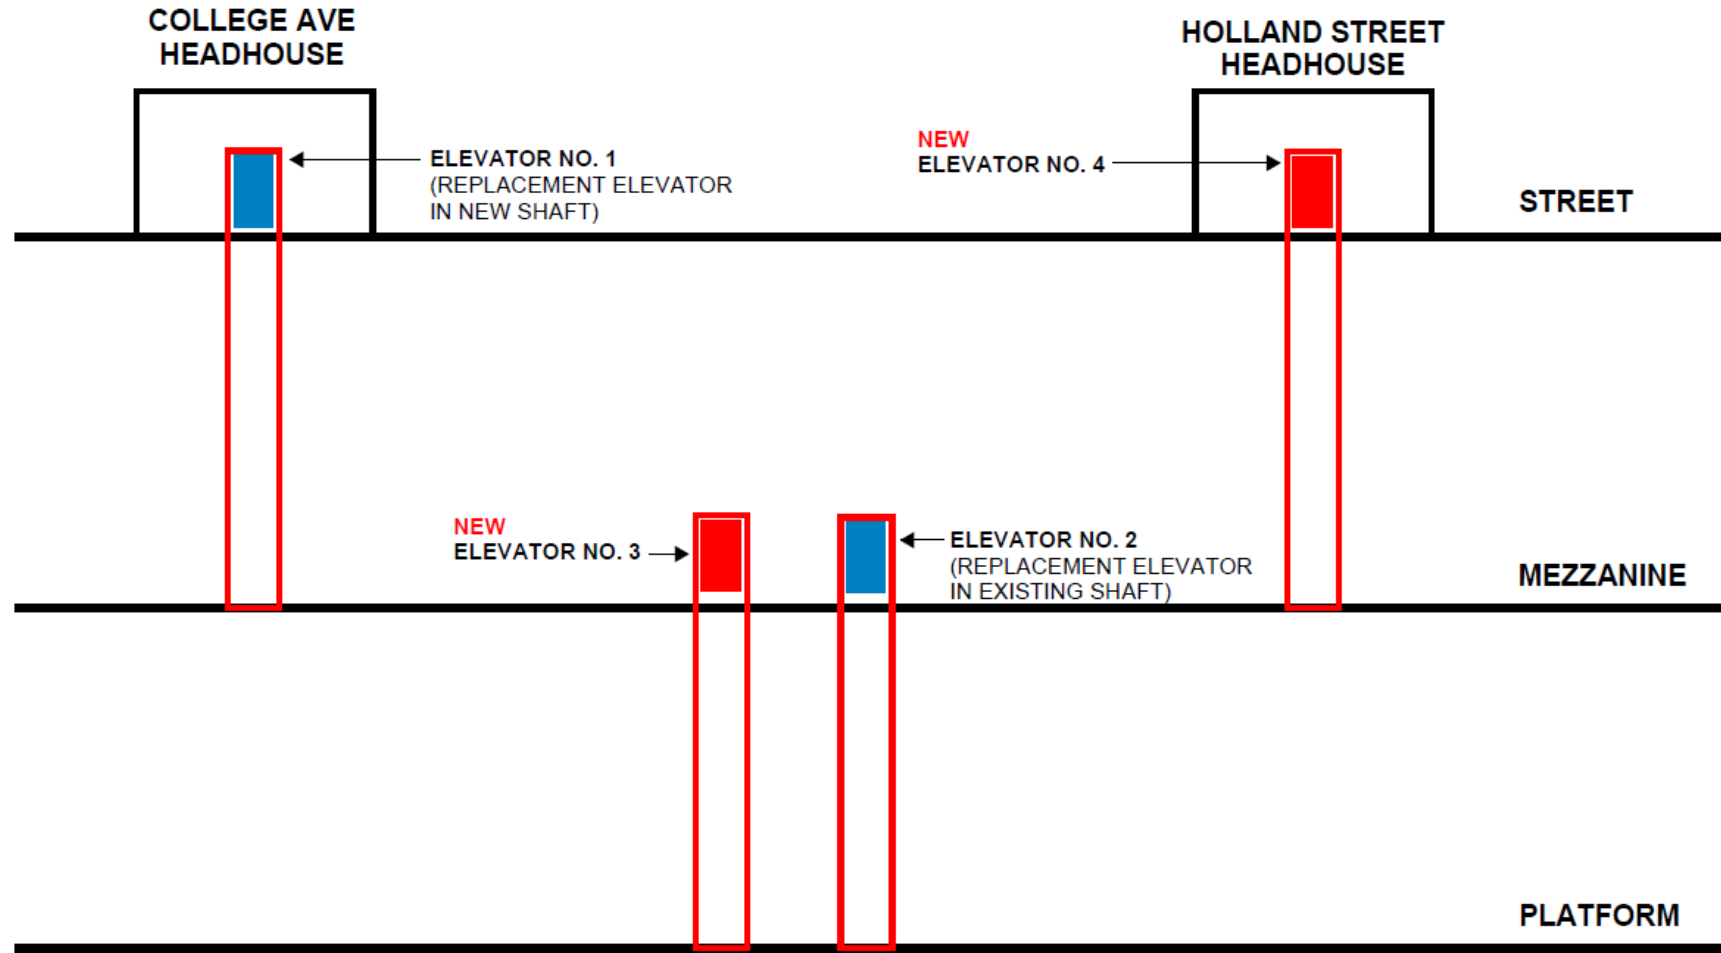 COLLEGE AVE
HEADHOUSE
HOLLAND STREET
HEADHOUSE
ELEVATOR NO. 1
(REPLACEMENT ELEVATOR
IN NEW SHAFT)
NEW
ELEVATOR NO. 4
STREET
NEW
ELEVATOR NO. 3
ELEVATOR NO. 2
(REPLACEMENT ELEVATOR
IN EXISTING SHAFT)
MEZZANINE
PLATFORM